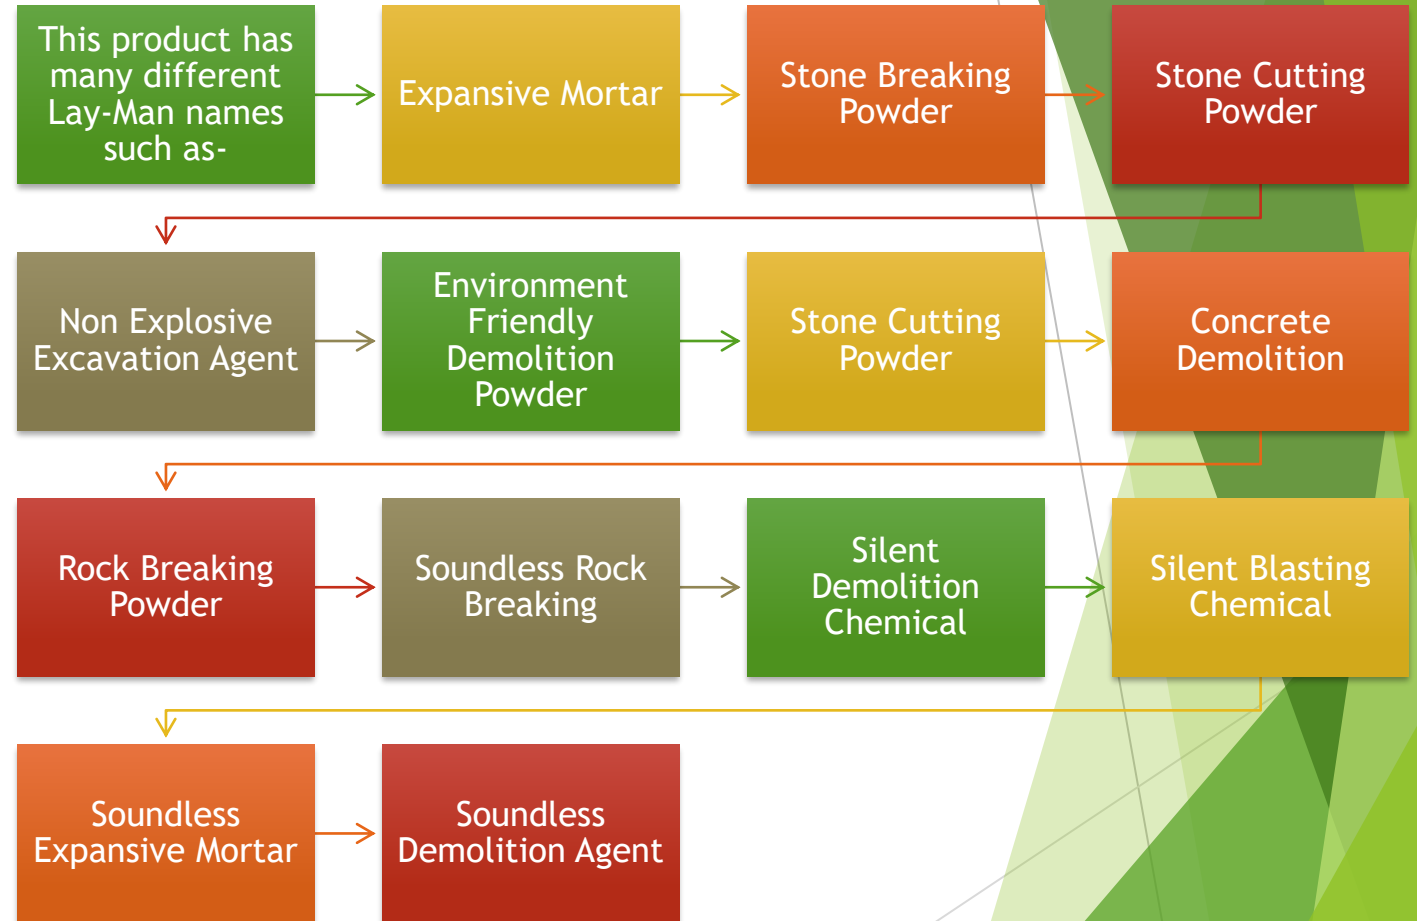 This product has
many different
Lay-Man names
such as-
Expansive Mortar
Stone Breaking
Powder
Stone Cutting
Powder
Non Explosive
Excavation Agent
Environment
Friendly
Demolition
Powder
Stone Cutting
Powder
Concrete
Demolition
Rock Breaking
Powder
Soundless Rock
Breaking
Silent
Demolition
Chemical
Silent Blasting
Chemical
Soundless
Expansive Mortar
Soundless
Demolition Agent